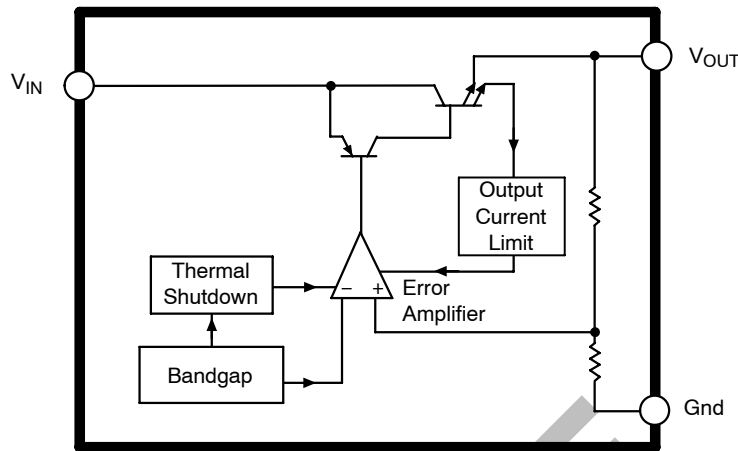 V_IN
V_OUT
Output
Current
Limit
Thermal
Shutdown
− +
Error
Amplifier
Bandgap
Gnd